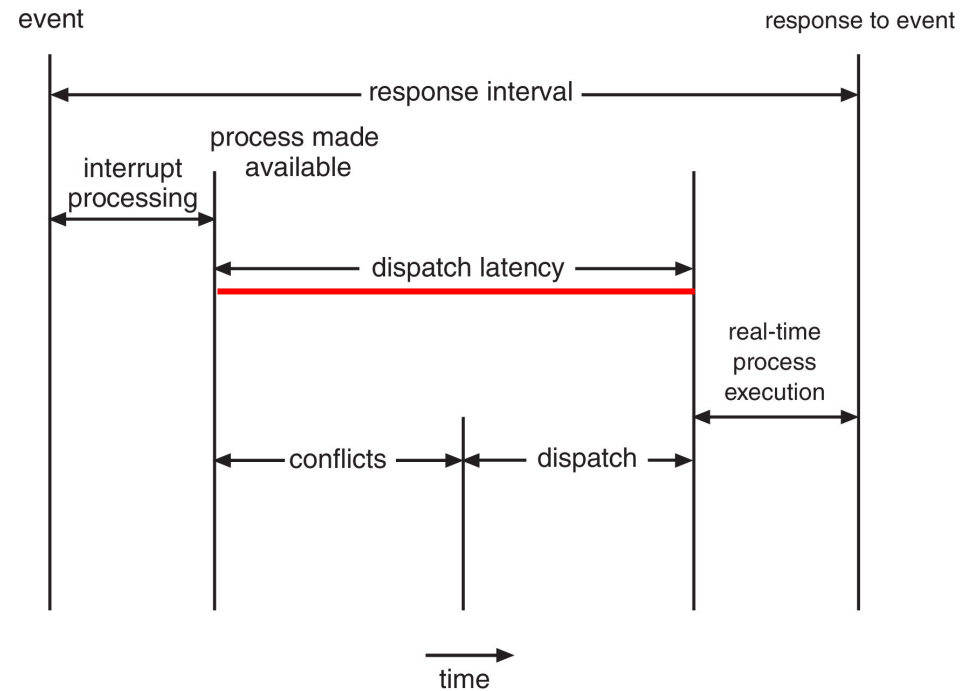 event
response to event
response interval
process made
available
interrupt
processing
dispatch latency
real-time
process
execution
conflicts
dispatch
time